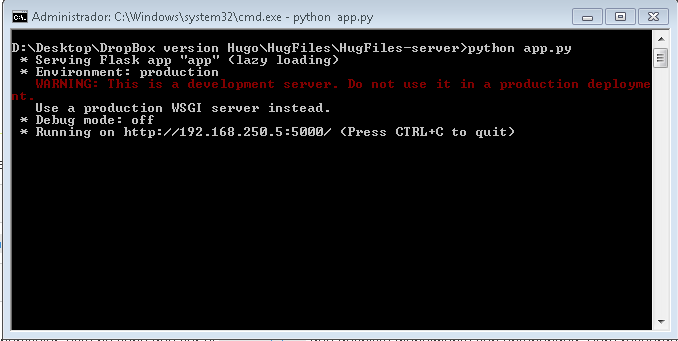 Administrador: C:\Windows\system32\cmd.exe - python app.py
D:\Desktop\DropBox version Hugo\HugFiles\HugFiles-server>python app.py
* Serving Flask app "app" (lazy loading)
* Environment: production
WARNING: This is a development server. Do not use it in a production deployme
nt.
Use a production WSGI server instead.
* Debug mode: off
* Running on http://192.168.250.5:5000/ (Press CTRL+C to quit)